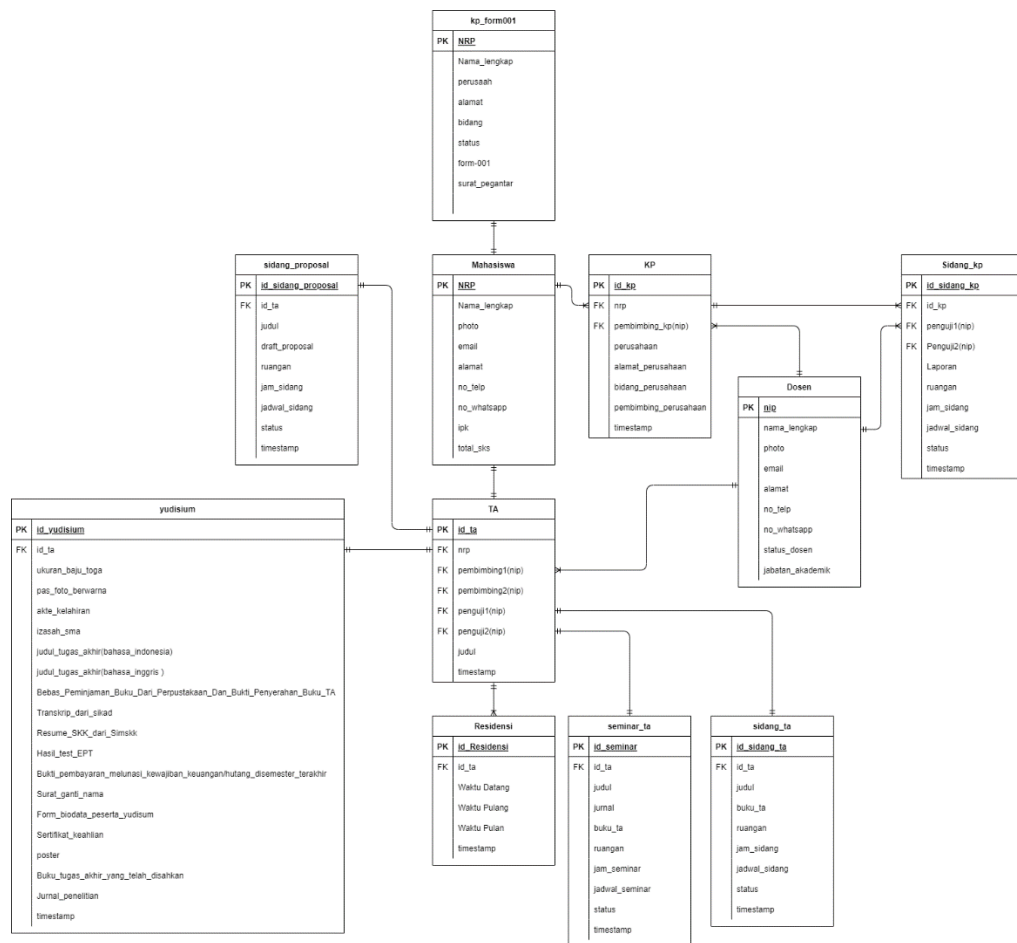 kp_form001
PK NRP
Nama_lengkap
perusaah
alamat
bidang
status
form-001
surat_pegantar
sidang_proposal
PK id_sidang_proposal
FK id_ta
judul
draft_proposal
ruangan
jam_sidang
jadwal_sidang
status
timestamp
Mahasiswa
PK NRP
Nama_lengkap
photo
email
alamat
no_telp
no_whatsapp
ipk
total_sks
KP
PK id_kp
FK nrp
FK pembimbing_kp(nip)
perusahaan
alamat_perusahaan
bidang_perusahaan
pembimbing_perusahaan
timestamp
Sidang_kp
PK id_sidang_kp
FK id_kp
FK penguji1(nip)
FK Penguji2(nip)
Laporan
ruangan
jam_sidang
jadwal_sidang
status
timestamp
Dosen
PK nip
nama_lengkap
photo
email
alamat
no_telp
no_whatsapp
status_dosen
jabatan_akademik
yudisium
PK id_yudisium
FK id_ta
ukuran_baju_toga
pas_foto_berwarna
akte_kelahiran
izasah_sma
judul_tugas_akhir(bahasa_indonesia)
judul_tugas_akhir(bahasa_inggris )
Bebas_Peminjaman_Buku_Dari_Perpustakaan_Dan_Bukti_Penyerahan_Buku_TA
Transkrip_dari_sikad
Resume_SKK_dari_Simskk
Hasil_test_EPT
Bukti_pembayaran_melunasi_kewajiban_keuangan/hutang_disemester_terakhir
Surat_ganti_nama
Form_biodata_peserta_yudisum
Sertifikat_keahlian
poster
Buku_tugas_akhir_yang_telah_disahkan
Jurnal_penelitian
timestamp
TA
PK id_ta
FK nrp
FK pembimbing1(nip)
FK pembimbing2(nip)
FK penguji1(nip)
FK penguji2(nip)
judul
timestamp
Residensi
PK id_Residensi
FK id_ta
Waktu Datang
Waktu Pulang
Waktu Pulan
timestamp
seminar_ta
PK id_seminar
FK id_ta
judul
jurnal
buku_ta
ruangan
jam_seminar
jadwal_seminar
status
timestamp
sidang_ta
PK id_sidang_ta
FK id_ta
judul
buku_ta
ruangan
jam_sidang
jadwal_sidang
status
timestamp